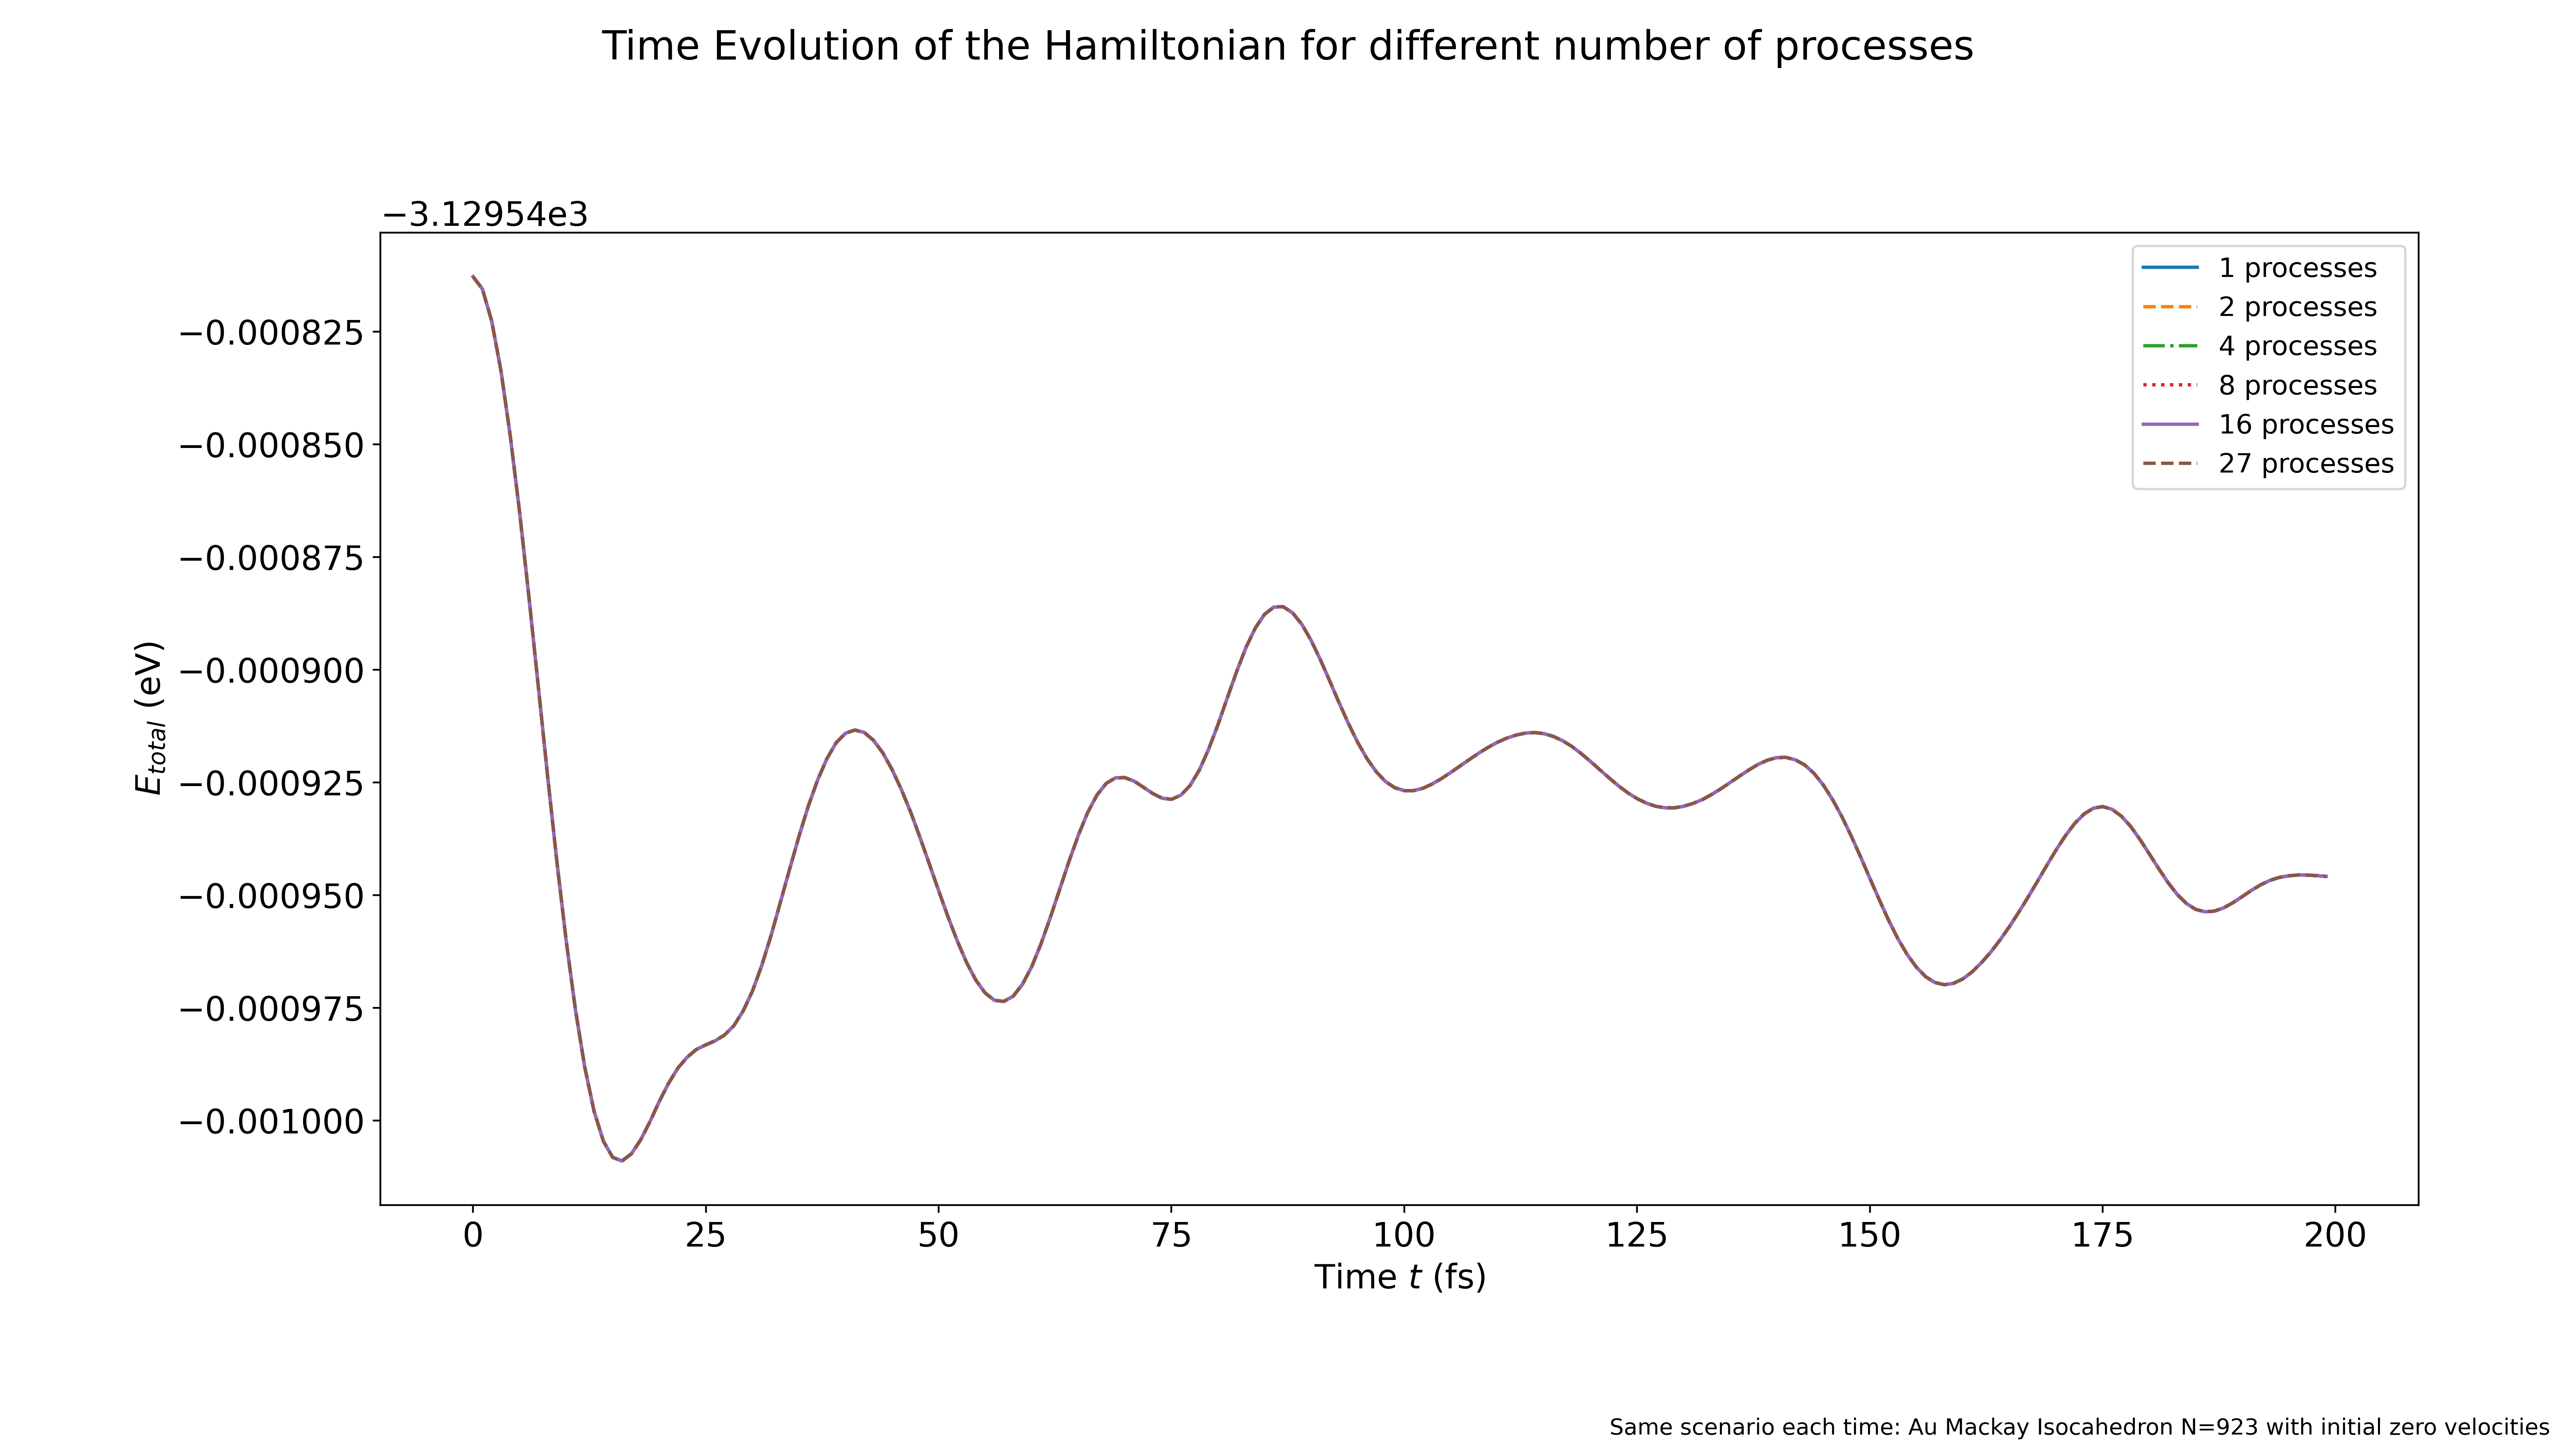 Time Evolution of the Hamiltonian for different number of processes
−3.12954e3
1 processes
2 processes
4 processes
8 processes
16 processes
27 processes
−0.000825
−0.000850
−0.000875
−0.000900
−0.000925
−0.000950
−0.000975
−0.001000
E_total (eV)
0 25 50 75 100 125 150 175 200
Time t (fs)
Same scenario each time: Au Mackay Isocahedron N=923 with initial zero velocities